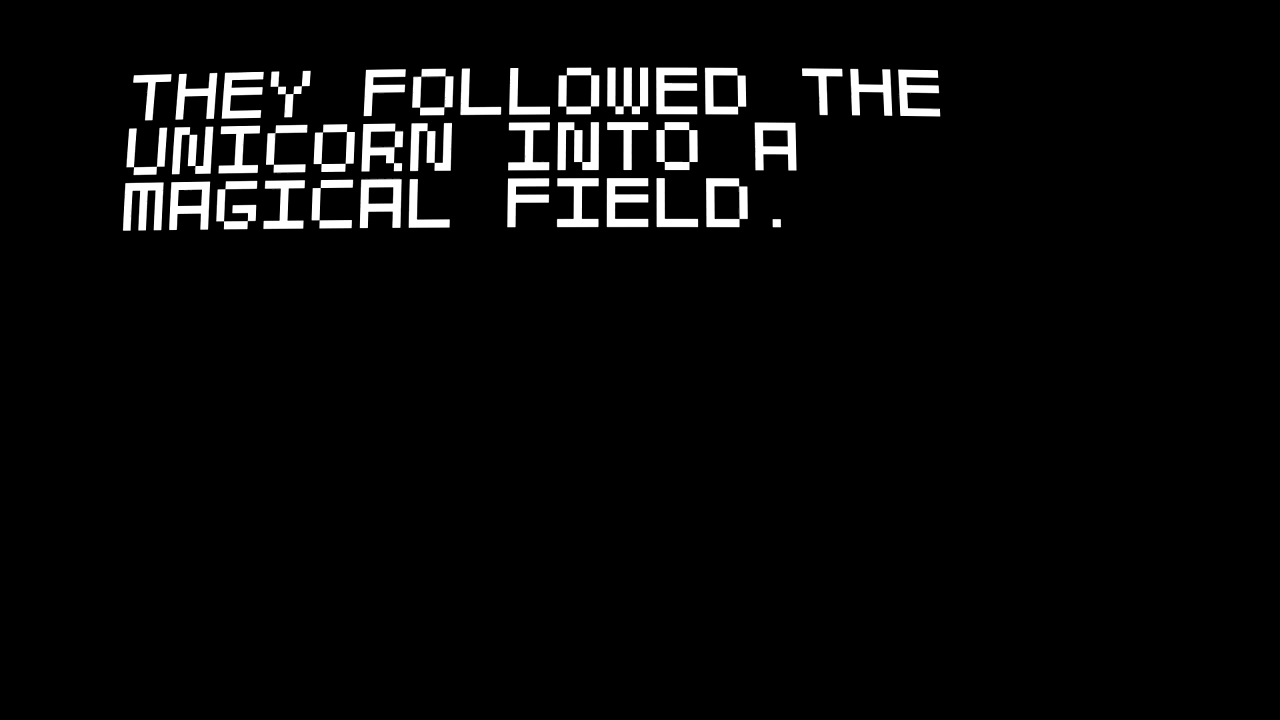 THEY FOLLOWED THE
UNICORN INTO A
MAGICAL FIELD.